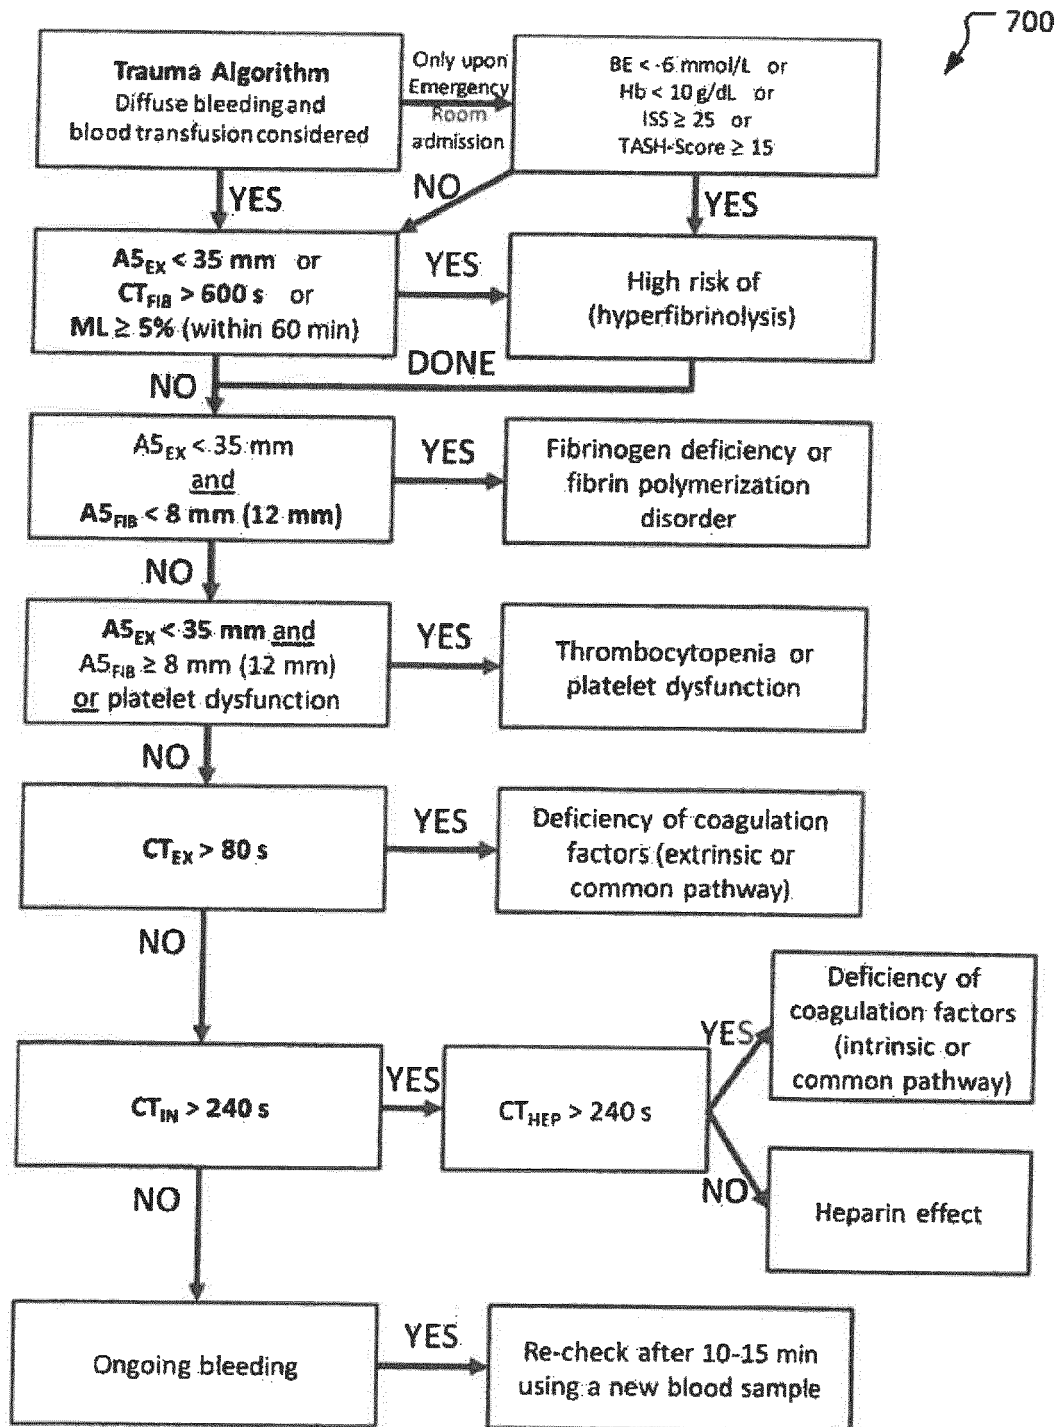 700
Trauma Algorithm
Diffuse bleeding and
blood transfusion considered
Only upon
Emergency
Room
admission
BE < -6 mmol/L or
Hb < 10 g/dL or
ISS ≥ 25 or
TASH-Score ≥ 15
YES
NO
YES
A5EX < 35 mm or
CTFIB > 600 s or
ML ≥ 5% (within 60 min)
YES
High risk of
(hyperfibrinolysis)
NO
DONE
A5EX < 35 mm
and
A5FIB < 8 mm (12 mm)
YES
Fibrinogen deficiency or
fibrin polymerization
disorder
NO
A5EX < 35 mm and
A5FIB ≥ 8 mm (12 mm)
or platelet dysfunction
YES
Thrombocytopenia or
platelet dysfunction
NO
CTEX > 80 s
YES
Deficiency of coagulation
factors (extrinsic or
common pathway)
NO
CTIN > 240 s
YES
CTHEP > 240 s
YES
Deficiency of
coagulation factors
(intrinsic or
common pathway)
NO
Heparin effect
NO
Ongoing bleeding
YES
Re-check after 10-15 min
using a new blood sample